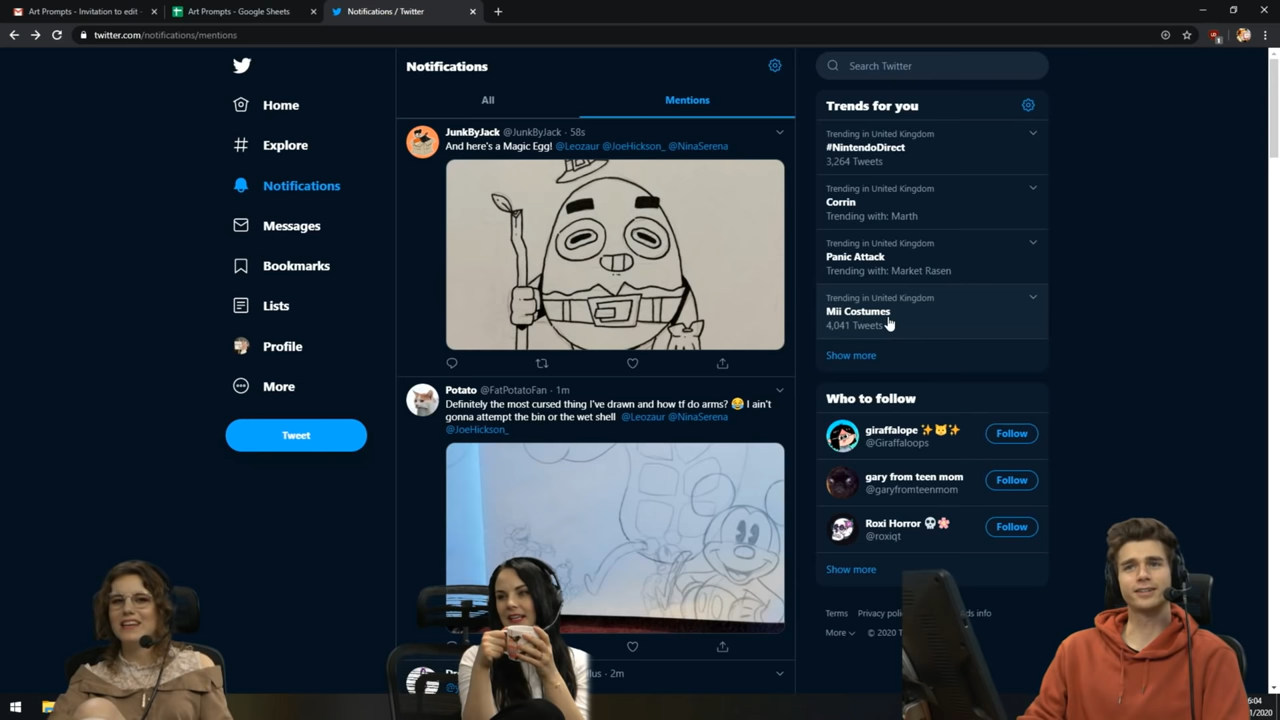 Art Prompts - Invitation to edit -
Art Prompts - Google Sheets
Notifications / Twitter
twitter.com/notifications/mentions
Home
Explore
Notifications
Messages
Bookmarks
Lists
Profile
More
Tweet
Notifications
All
Mentions
JunkByJack @JunkByJack · 58s
And here's a Magic Egg! @Leozaur @JoeHickson_ @NinaSerena
Potato @FatPotatoFan · 1m
Definitely the most cursed thing I've drawn and how tf do arms? 😂 I ain't
gonna attempt the bin or the wet shell @Leozaur @NinaSerena
@JoeHickson_
2m
Search Twitter
Trends for you
Trending in United Kingdom
#NintendoDirect
3,264 Tweets
Trending in United Kingdom
Corrin
Trending with: Marth
Trending in United Kingdom
Panic Attack
Trending with: Market Rasen
Trending in United Kingdom
Mii Costumes
4,041 Tweets
Show more
Who to follow
giraffalope ✨😺✨
@Giraffaloops
Follow
gary from teen mom
@garyfromteenmom
Follow
Roxi Horror 💀🌸
@roxiqt
Follow
Show more
Terms
More
© 2020